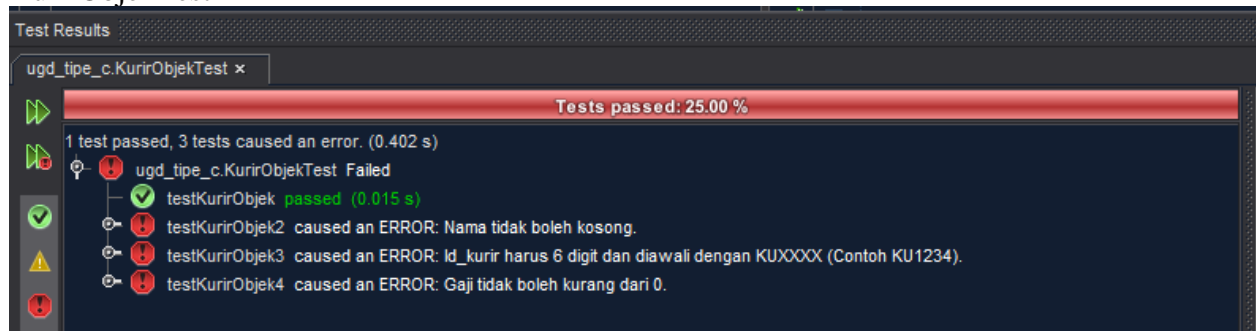 Test Results
ugd_tipe_c.KurirObjekTest ×
Tests passed: 25.00 %
1 test passed, 3 tests caused an error. (0.402 s)
ugd_tipe_c.KurirObjekTest Failed
testKurirObjek passed (0.015 s)
testKurirObjek2 caused an ERROR: Nama tidak boleh kosong.
testKurirObjek3 caused an ERROR: Id_kurir harus 6 digit dan diawali dengan KUXXXX (Contoh KU1234).
testKurirObjek4 caused an ERROR: Gaji tidak boleh kurang dari 0.